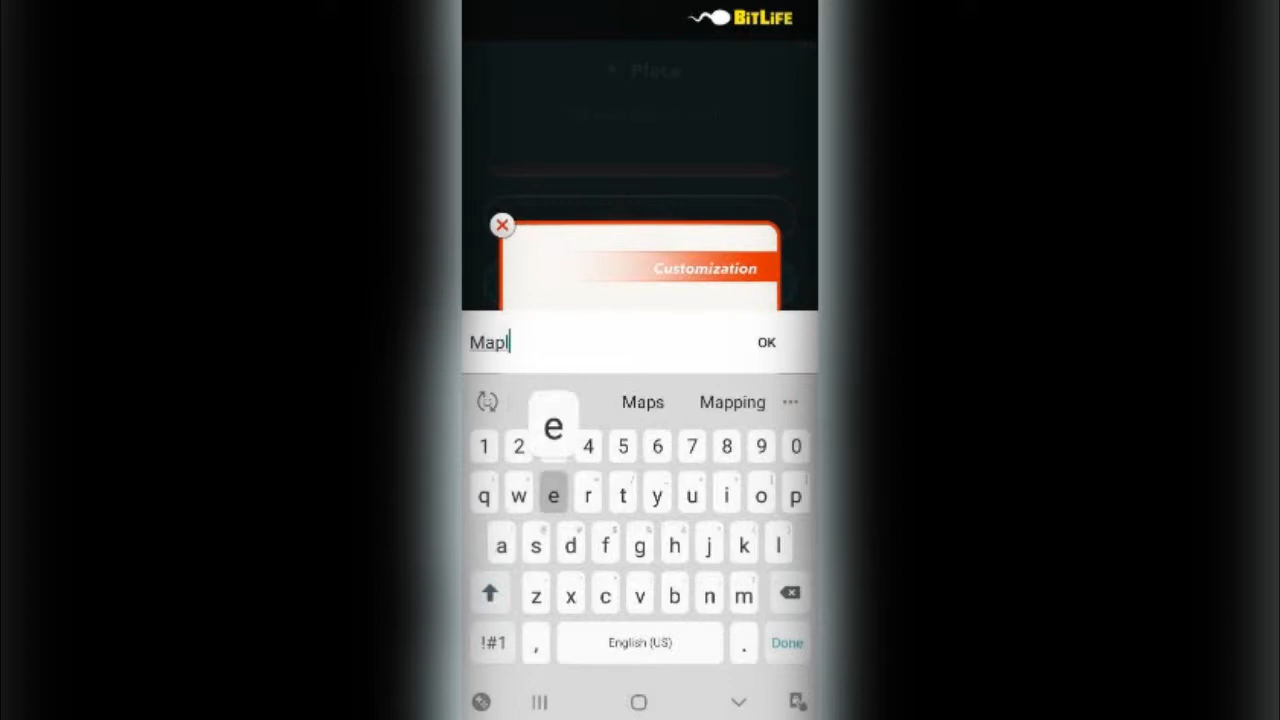 BitLife
Place
Customization
Mapl
OK
Maps Mapping
e
1 2 4 5 6 7 8 9 0
q w e r t y u i o p
a s d f g h j k l
z x c v b n m
!#1 , English (US) . Done